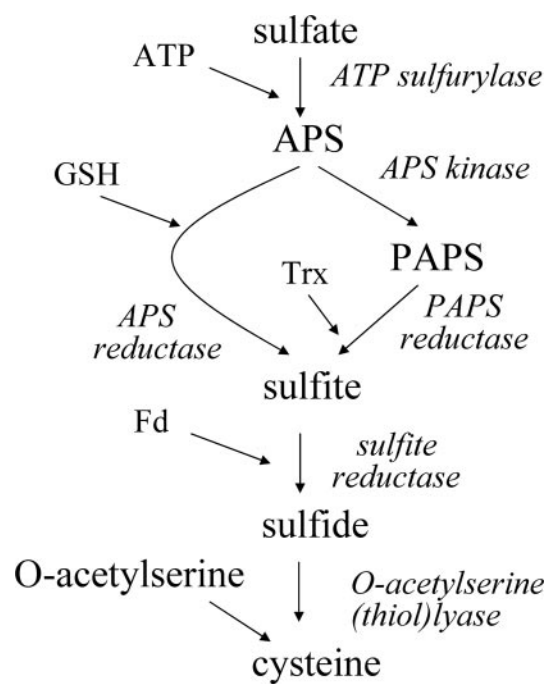 sulfate
ATP
ATP sulfurylase
APS
GSH
APS kinase
PAPS
Trx
APS
reductase
PAPS
reductase
sulfite
Fd
sulfite
reductase
sulfide
O-acetylserine
O-acetylserine
(thiol)lyase
cysteine